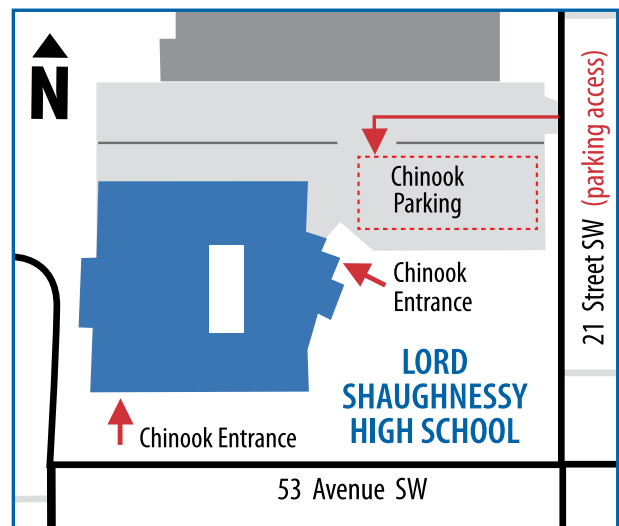 N
Chinook
Parking
21 Street SW (parking access)
Chinook
Entrance
LORD
SHAUGHNESSY
HIGH SCHOOL
Chinook Entrance
53 Avenue SW